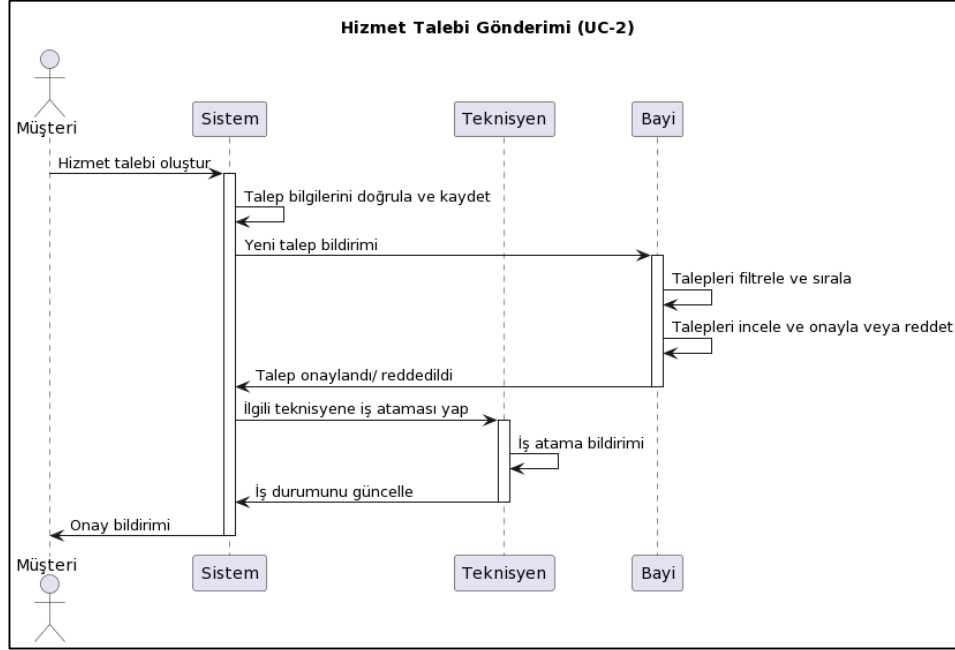 Hizmet Talebi Gönderimi (UC-2)
Müşteri
Sistem
Teknisyen
Bayi
Hizmet talebi oluştur
Talep bilgilerini doğrula ve kaydet
Yeni talep bildirimi
Talepleri filtrele ve sırala
Talepleri incele ve onayla veya reddet
Talep onaylandı/ reddedildi
İlgili teknisyene iş ataması yap
İş atama bildirimi
İş durumunu güncelle
Onay bildirimi
Müşteri
Sistem
Teknisyen
Bayi